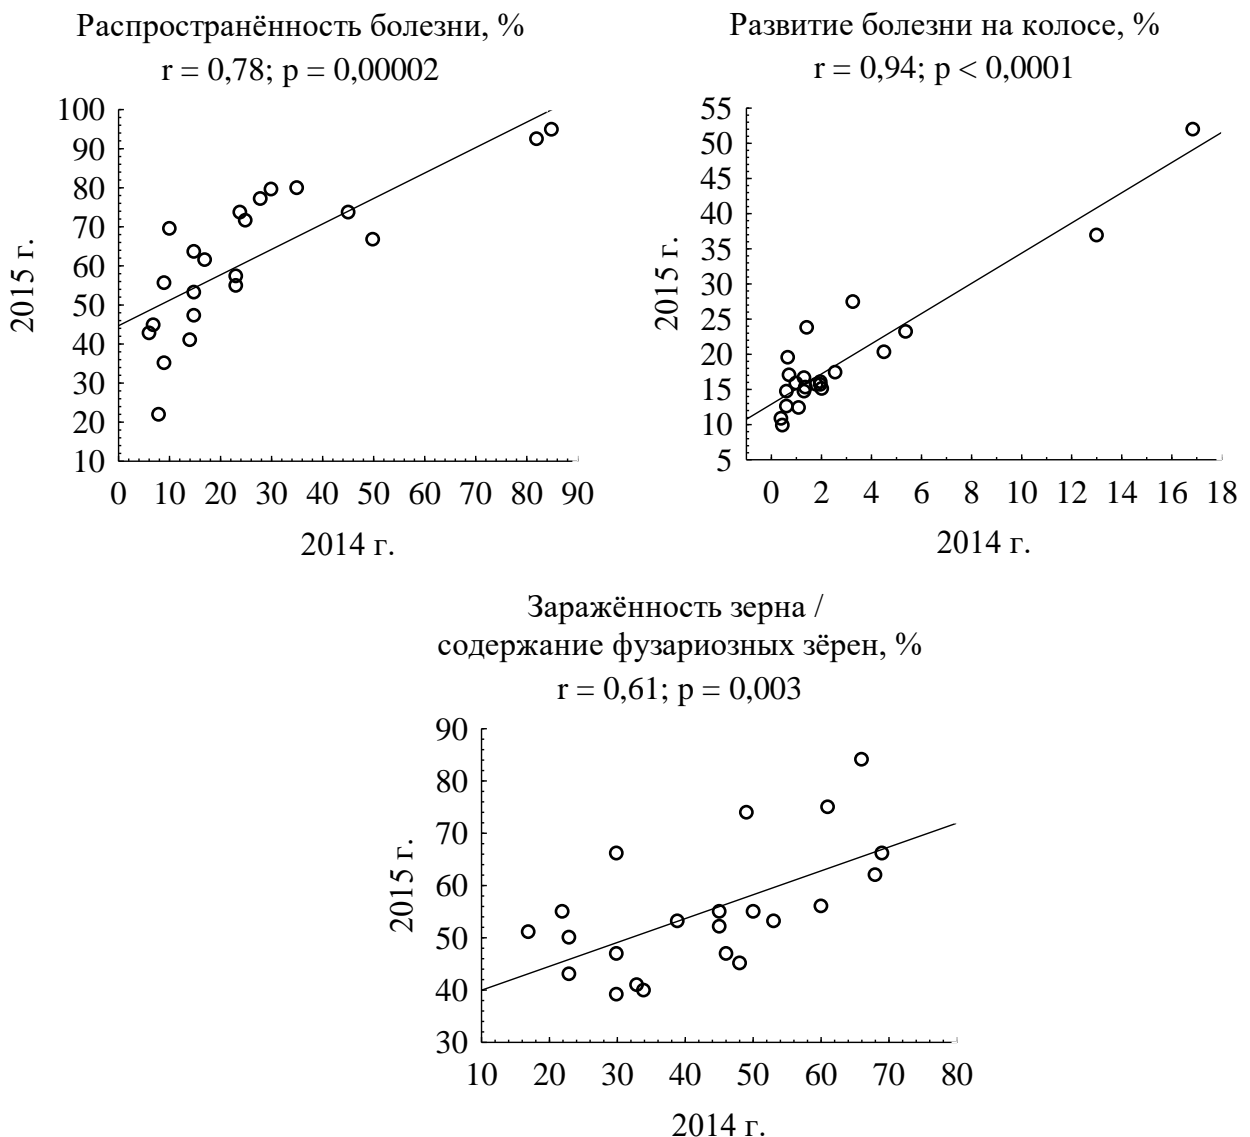 Распространённость болезни, %
r = 0,78; p = 0,00002
100
90
80
70
60
50
40
30
20
10
2015 г.
0 10 20 30 40 50 60 70 80 90
2014 г.
Развитие болезни на колосе, %
r = 0,94; p < 0,0001
55
50
45
40
35
30
25
20
15
10
5
2015 г.
0 2 4 6 8 10 12 14 16 18
2014 г.
Заражённость зерна /
содержание фузариозных зёрен, %
r = 0,61; p = 0,003
90
80
70
60
50
40
30
2015 г.
10 20 30 40 50 60 70 80
2014 г.